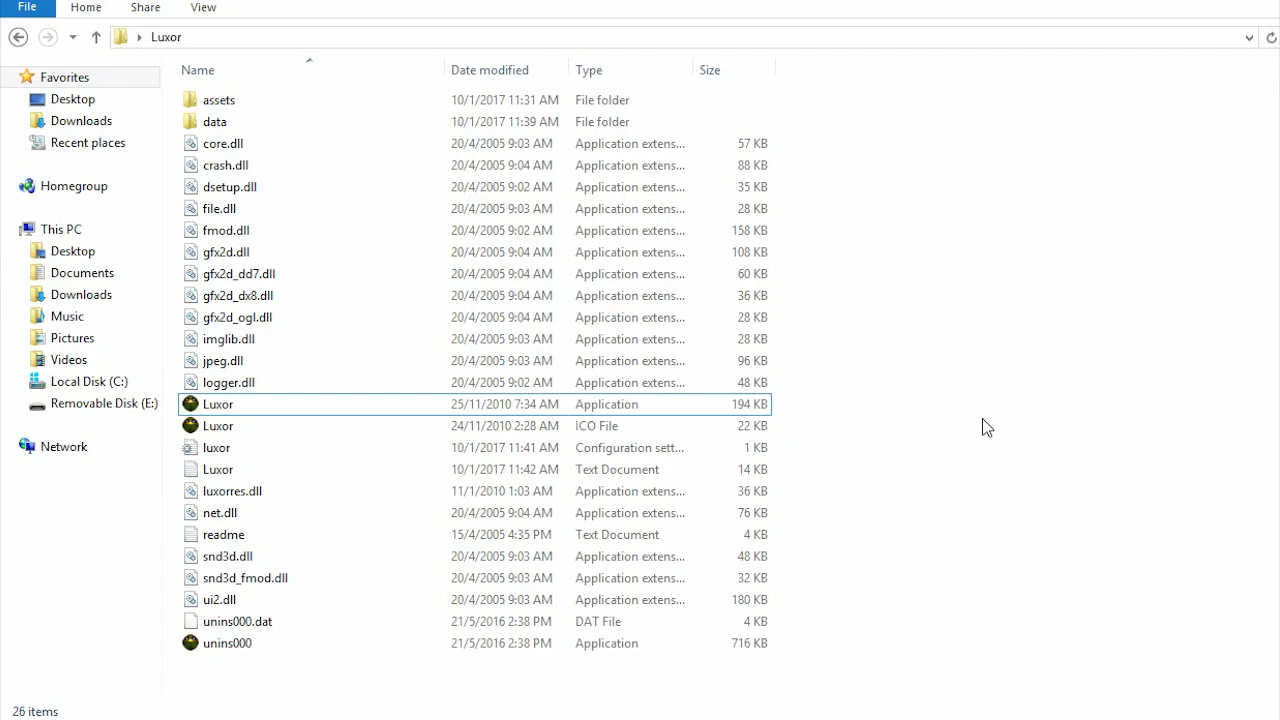 File Home Share View
Luxor
Name Date modified Type Size
Favorites
Desktop
Downloads
Recent places
Homegroup
This PC
Desktop
Documents
Downloads
Music
Pictures
Videos
Local Disk (C:)
Removable Disk (E:)
Network
assets 10/1/2017 11:31 AM File folder
data 10/1/2017 11:39 AM File folder
core.dll 20/4/2005 9:03 AM Application extens... 57 KB
crash.dll 20/4/2005 9:04 AM Application extens... 88 KB
dsetup.dll 20/4/2005 9:02 AM Application extens... 35 KB
file.dll 20/4/2005 9:03 AM Application extens... 28 KB
fmod.dll 20/4/2005 9:02 AM Application extens... 158 KB
gfx2d.dll 20/4/2005 9:04 AM Application extens... 108 KB
gfx2d_dd7.dll 20/4/2005 9:04 AM Application extens... 60 KB
gfx2d_dx8.dll 20/4/2005 9:04 AM Application extens... 36 KB
gfx2d_ogl.dll 20/4/2005 9:04 AM Application extens... 28 KB
imglib.dll 20/4/2005 9:03 AM Application extens... 28 KB
jpeg.dll 20/4/2005 9:03 AM Application extens... 96 KB
logger.dll 20/4/2005 9:02 AM Application extens... 48 KB
Luxor 25/11/2010 7:34 AM Application 194 KB
Luxor 24/11/2010 2:28 AM ICO File 22 KB
luxor 10/1/2017 11:41 AM Configuration sett... 1 KB
Luxor 10/1/2017 11:42 AM Text Document 14 KB
luxorres.dll 11/1/2010 1:03 AM Application extens... 36 KB
net.dll 20/4/2005 9:04 AM Application extens... 76 KB
readme 15/4/2005 4:35 PM Text Document 4 KB
snd3d.dll 20/4/2005 9:03 AM Application extens... 48 KB
snd3d_fmod.dll 20/4/2005 9:03 AM Application extens... 32 KB
ui2.dll 20/4/2005 9:03 AM Application extens... 180 KB
unins000.dat 21/5/2016 2:38 PM DAT File 4 KB
unins000 21/5/2016 2:38 PM Application 716 KB
26 items